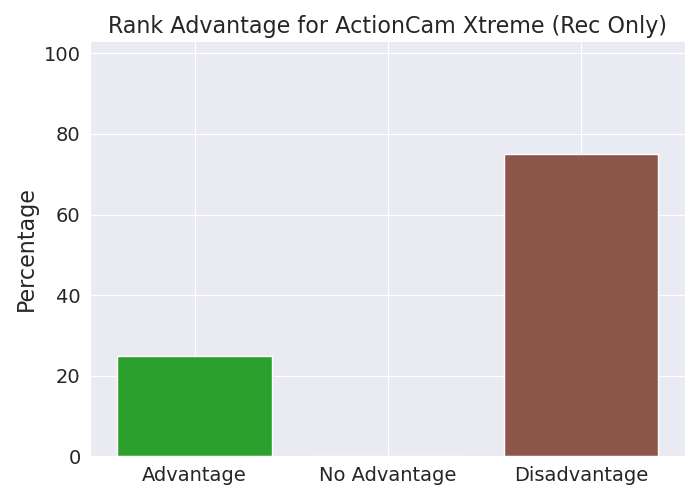 Rank Advantage for ActionCam Xtreme (Rec Only)
100
80
60
40
20
0
Percentage
Advantage
No Advantage
Disadvantage